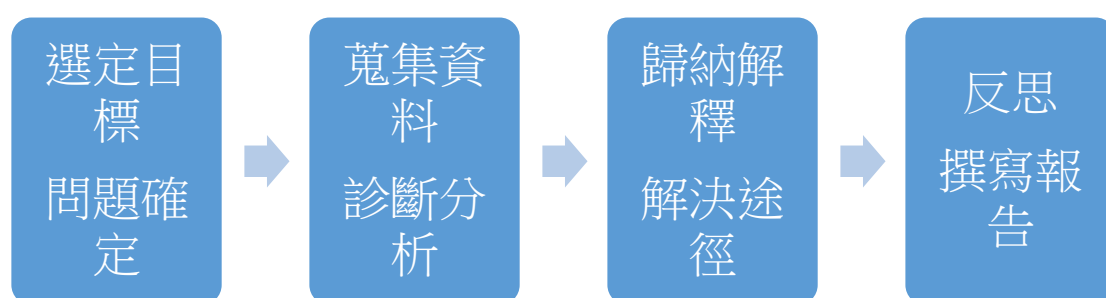 選定目
標
問題確
定
蒐集資
料
診斷分
析
歸納解
釋
解決途
徑
反思
撰寫報
告